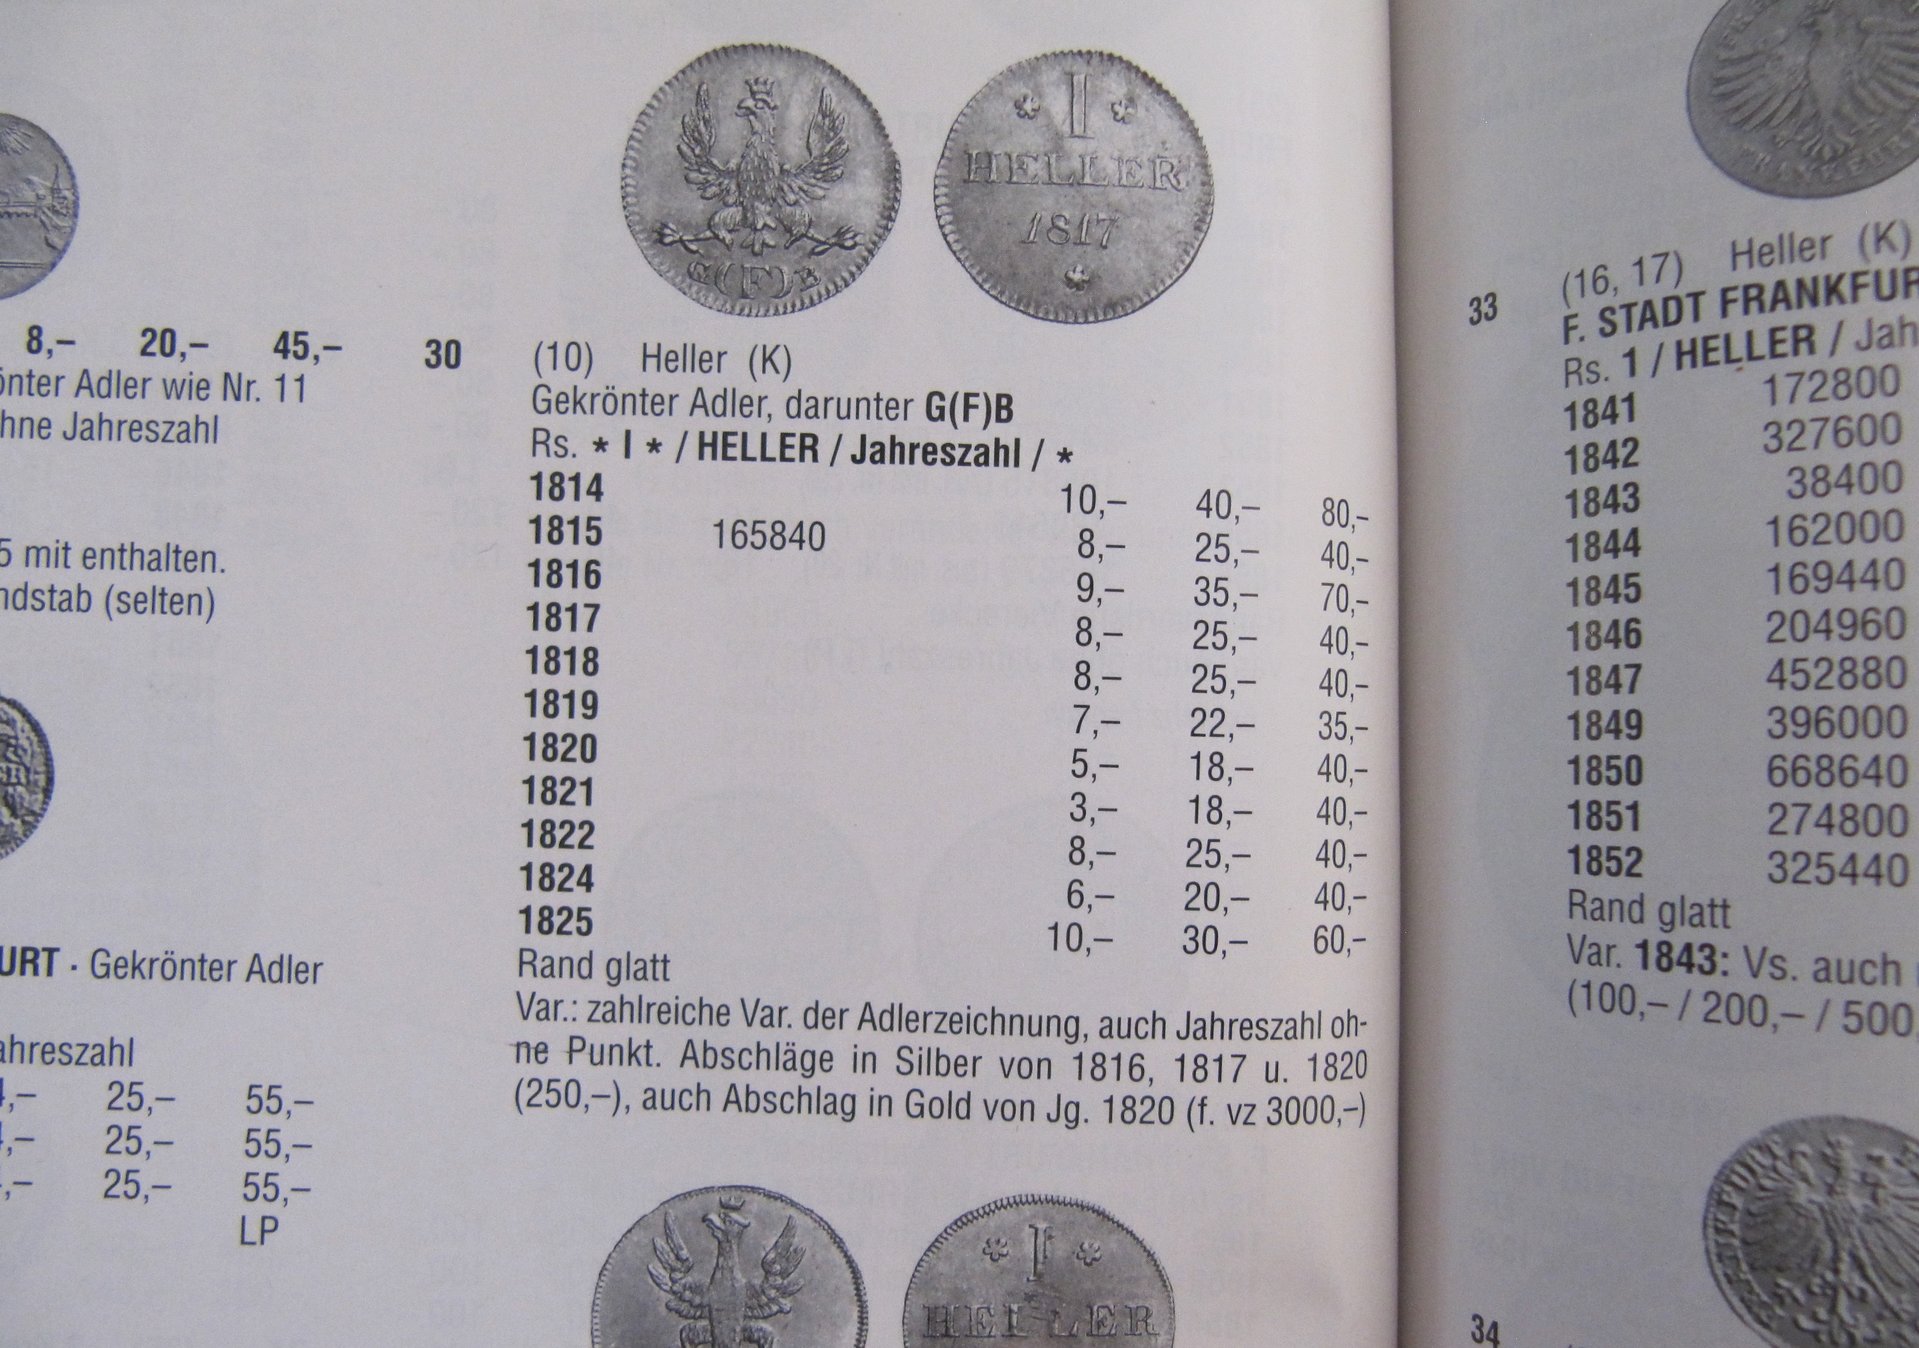 8,– 20,– 45,–
Adler wie Nr. 11
Jahreszahl
5 mit enthalten.
(selten)
· Gekrönter Adler
25,– 55,–
25,– 55,–
25,– 55,–
LP
G(F)B
I
HELLER
1817
30 (10) Heller (K)
Gekrönter Adler, darunter G(F)B
Rs. * I * / HELLER / Jahreszahl / *
1814 10,– 40,– 80,–
1815 165840 8,– 25,– 40,–
1816 9,– 35,– 70,–
1817 8,– 25,– 40,–
1818 8,– 25,– 40,–
1819 7,– 22,– 35,–
1820 5,– 18,– 40,–
1821 3,– 18,– 40,–
1822 8,– 25,– 40,–
1824 6,– 20,– 40,–
1825 10,– 30,– 60,–
Rand glatt
Var.: zahlreiche Var. der Adlerzeichnung, auch Jahreszahl oh-
ne Punkt. Abschläge in Silber von 1816, 1817 u. 1820
(250,–), auch Abschlag in Gold von Jg. 1820 (f. vz 3000,–)
I
HELLER
33 (16, 17) Heller (K)
F. STADT FRANKFUR
Rs. 1 / HELLER / Jah
1841 172800
1842 327600
1843 38400
1844 162000
1845 169440
1846 204960
1847 452880
1849 396000
1850 668640
1851 274800
1852 325440
Rand glatt
Var. 1843: Vs. auch
(100,– / 200,– / 500,
34